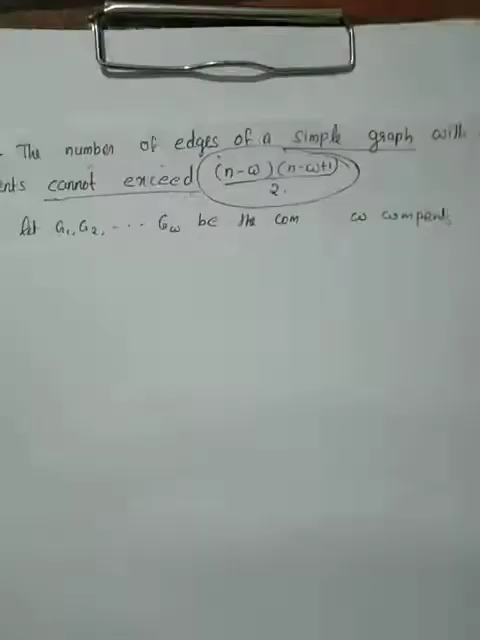 The number of edges of a simple graph with
ents cannot exceed (n-ω)(n-ω+1)/2.
let G1, G2, ... Gω be the com ω compents